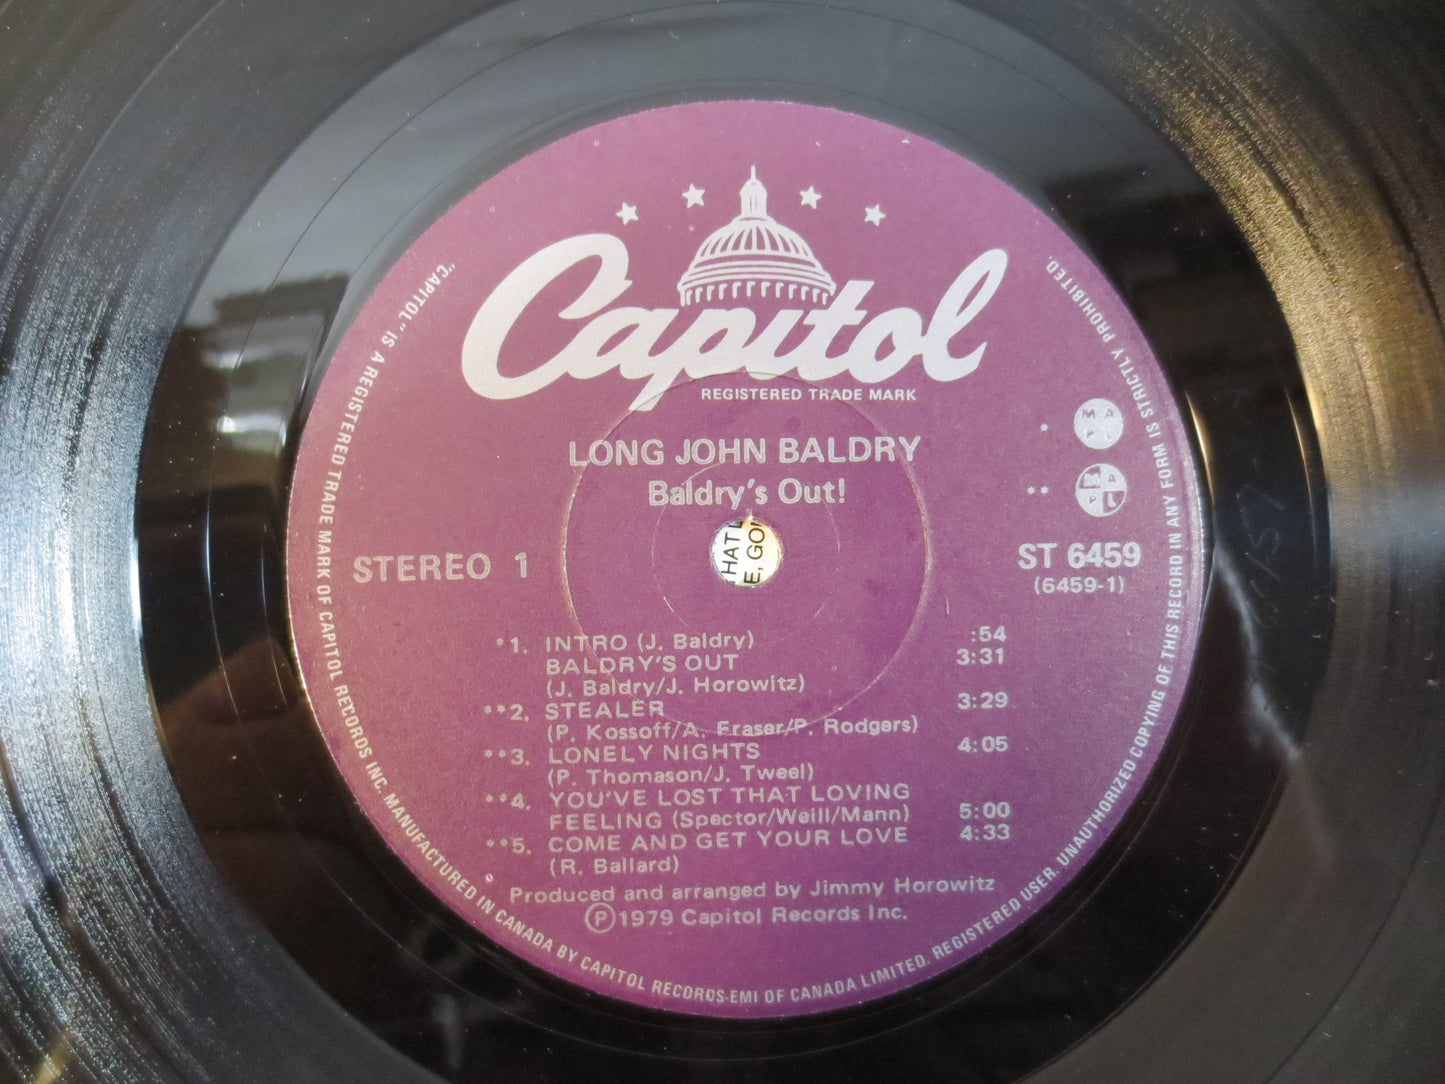 Capitol
REGISTERED TRADE MARK
LONG JOHN BALDRY
Baldry's Out!
* MAPL
** MAPL
STEREO 1
ST 6459
(6459-1)
HAT
E, GO
*1. INTRO (J. Baldry) :54
BALDRY'S OUT 3:31
(J. Baldry/J. Horowitz)
**2. STEALER 3:29
(P. Kossoff/A. Fraser/P. Rodgers)
**3. LONELY NIGHTS 4:05
(P. Thomason/J. Tweel)
**4. YOU'VE LOST THAT LOVING
FEELING (Spector/Weill/Mann) 5:00
**5. COME AND GET YOUR LOVE 4:33
(R. Ballard)
Produced and arranged by Jimmy Horowitz
Ⓟ1979 Capitol Records Inc.
"CAPITOL" IS A REGISTERED TRADE MARK OF CAPITOL RECORDS INC. MANUFACTURED IN CANADA BY CAPITOL RECORDS-EMI OF CANADA LIMITED. REGISTERED USER. UNAUTHORIZED COPYING OF THIS RECORD IN ANY FORM IS STRICTLY PROHIBITED.